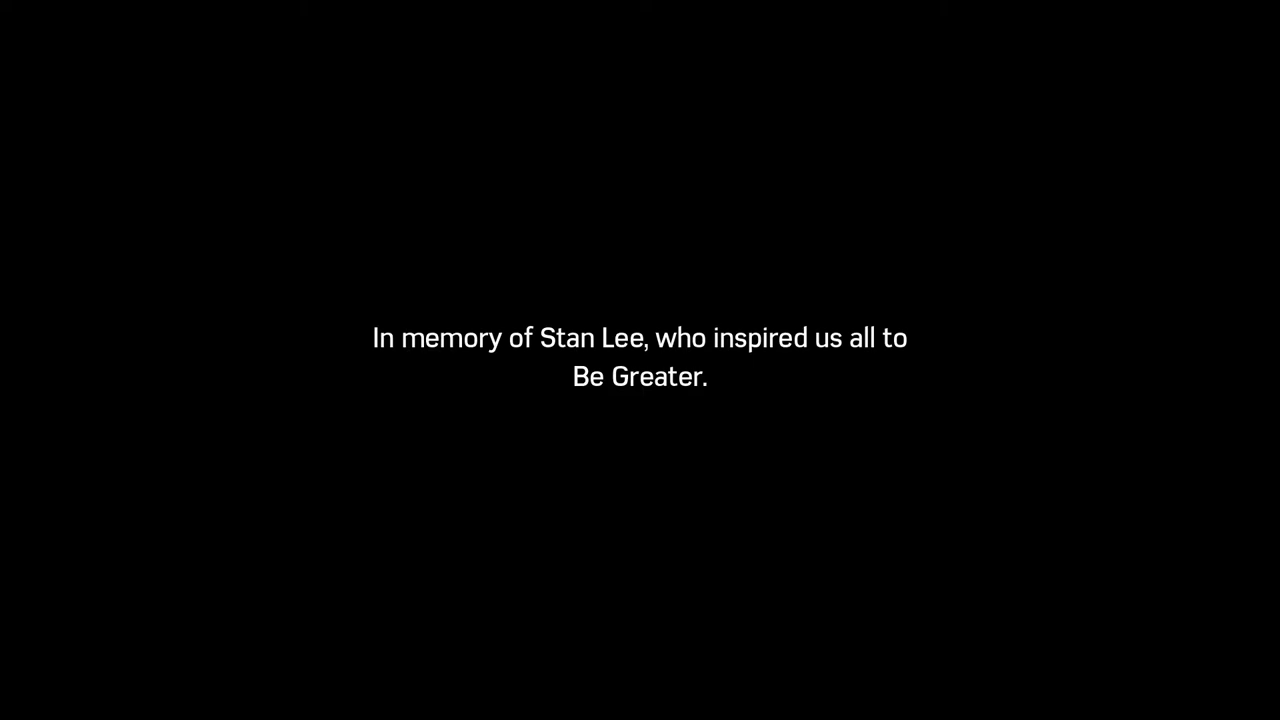 In memory of Stan Lee, who inspired us all to
Be Greater.